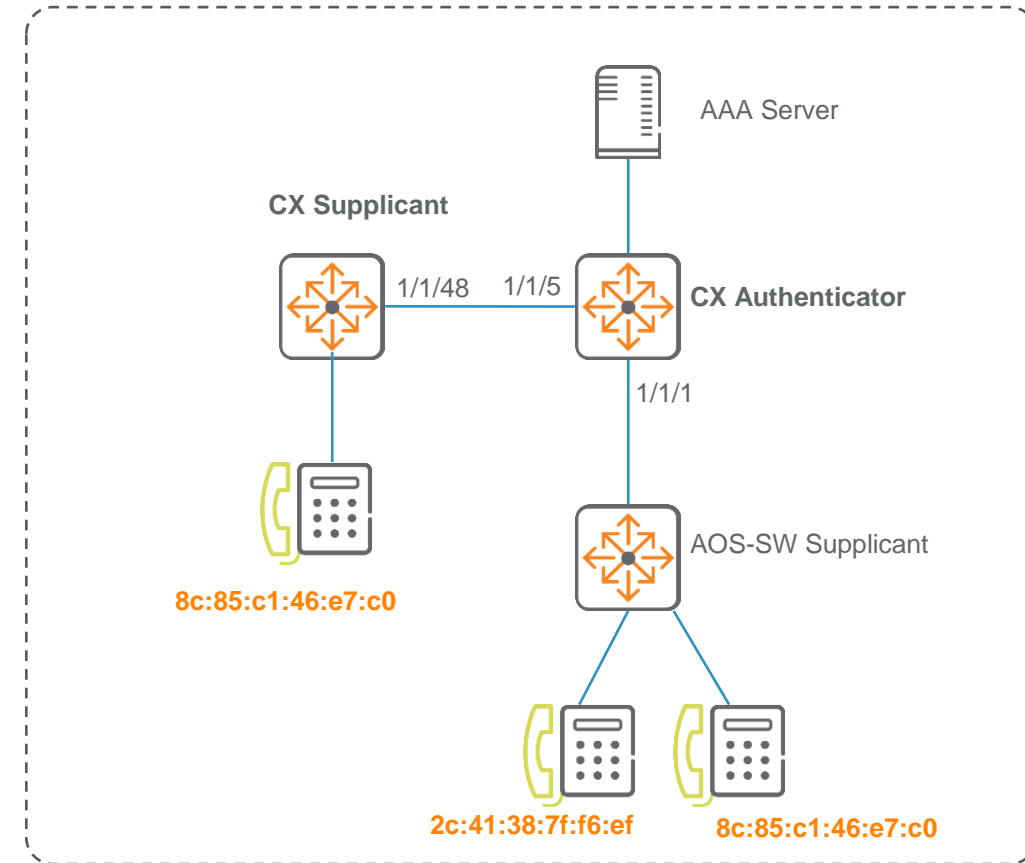 AAA Server
CX Supplicant
1/1/48
1/1/5
CX Authenticator
1/1/1
AOS-SW Supplicant
8c:85:c1:46:e7:c0
2c:41:38:7f:f6:ef
8c:85:c1:46:e7:c0